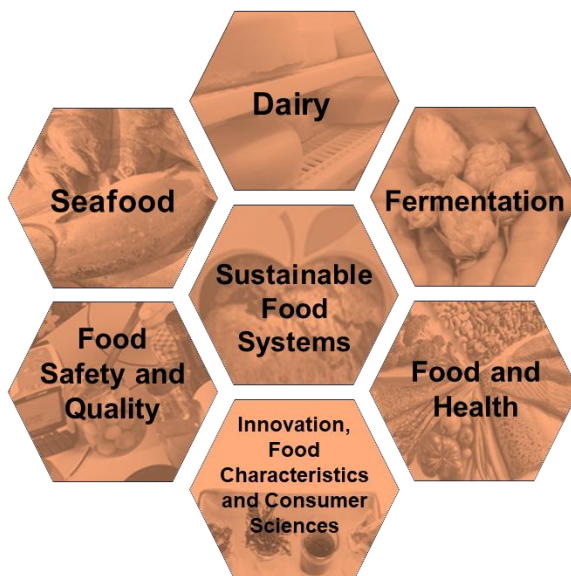 Dairy
Seafood
Fermentation
Sustainable
Food
Systems
Food
Safety and
Quality
Food and
Health
Innovation,
Food
Characteristics
and Consumer
Sciences